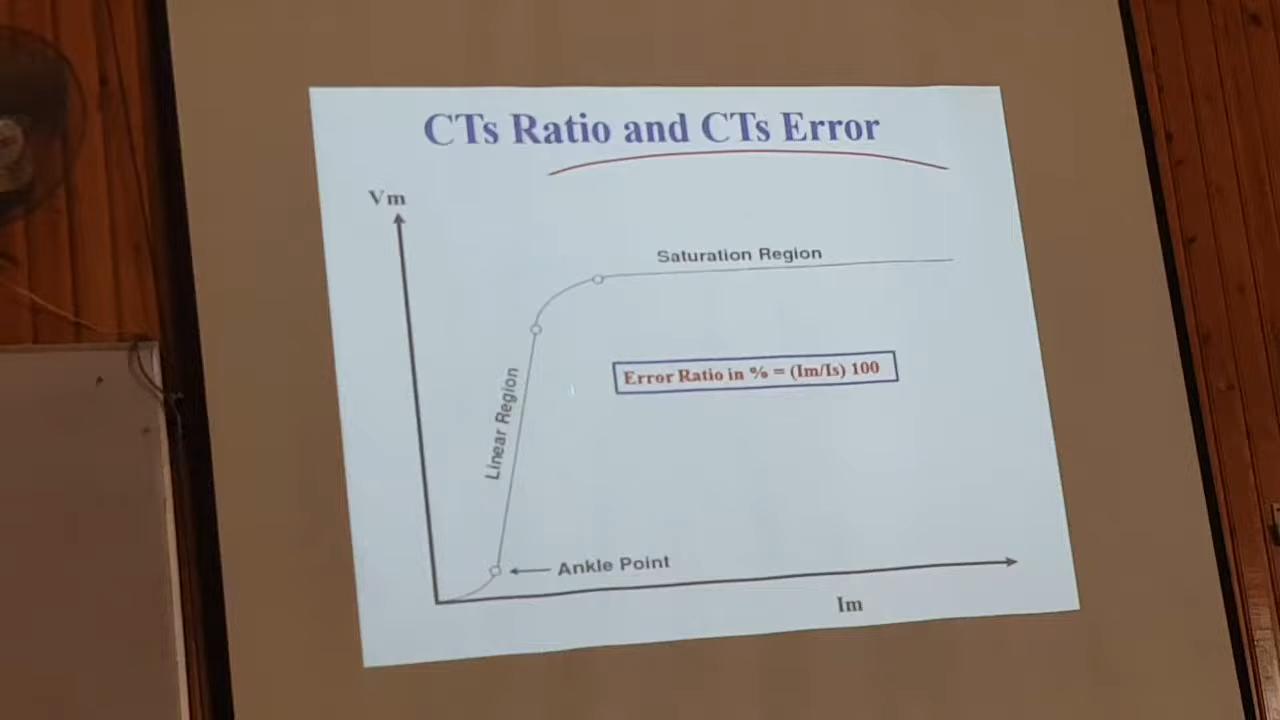 CTs Ratio and CTs Error
Vm
Saturation Region
Error Ratio in % = (Im/Is) 100
Linear Region
Ankle Point
Im